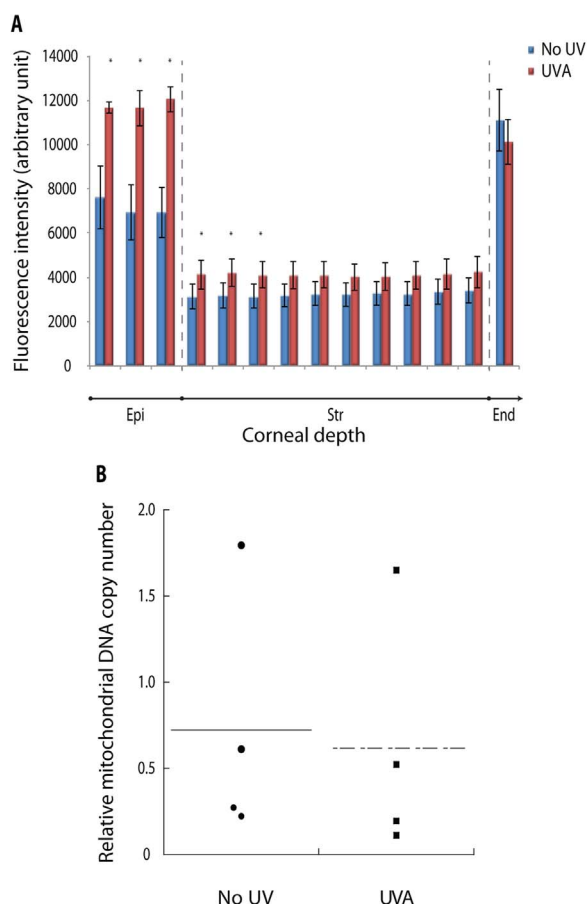 A
No UV
UVA
Fluorescence intensity (arbitrary unit)
14000
12000
10000
8000
6000
4000
2000
0
* * *
* * *
Epi Str End
Corneal depth
B
Relative mitochondrial DNA copy number
2.0
1.5
1.0
0.5
0
No UV UVA